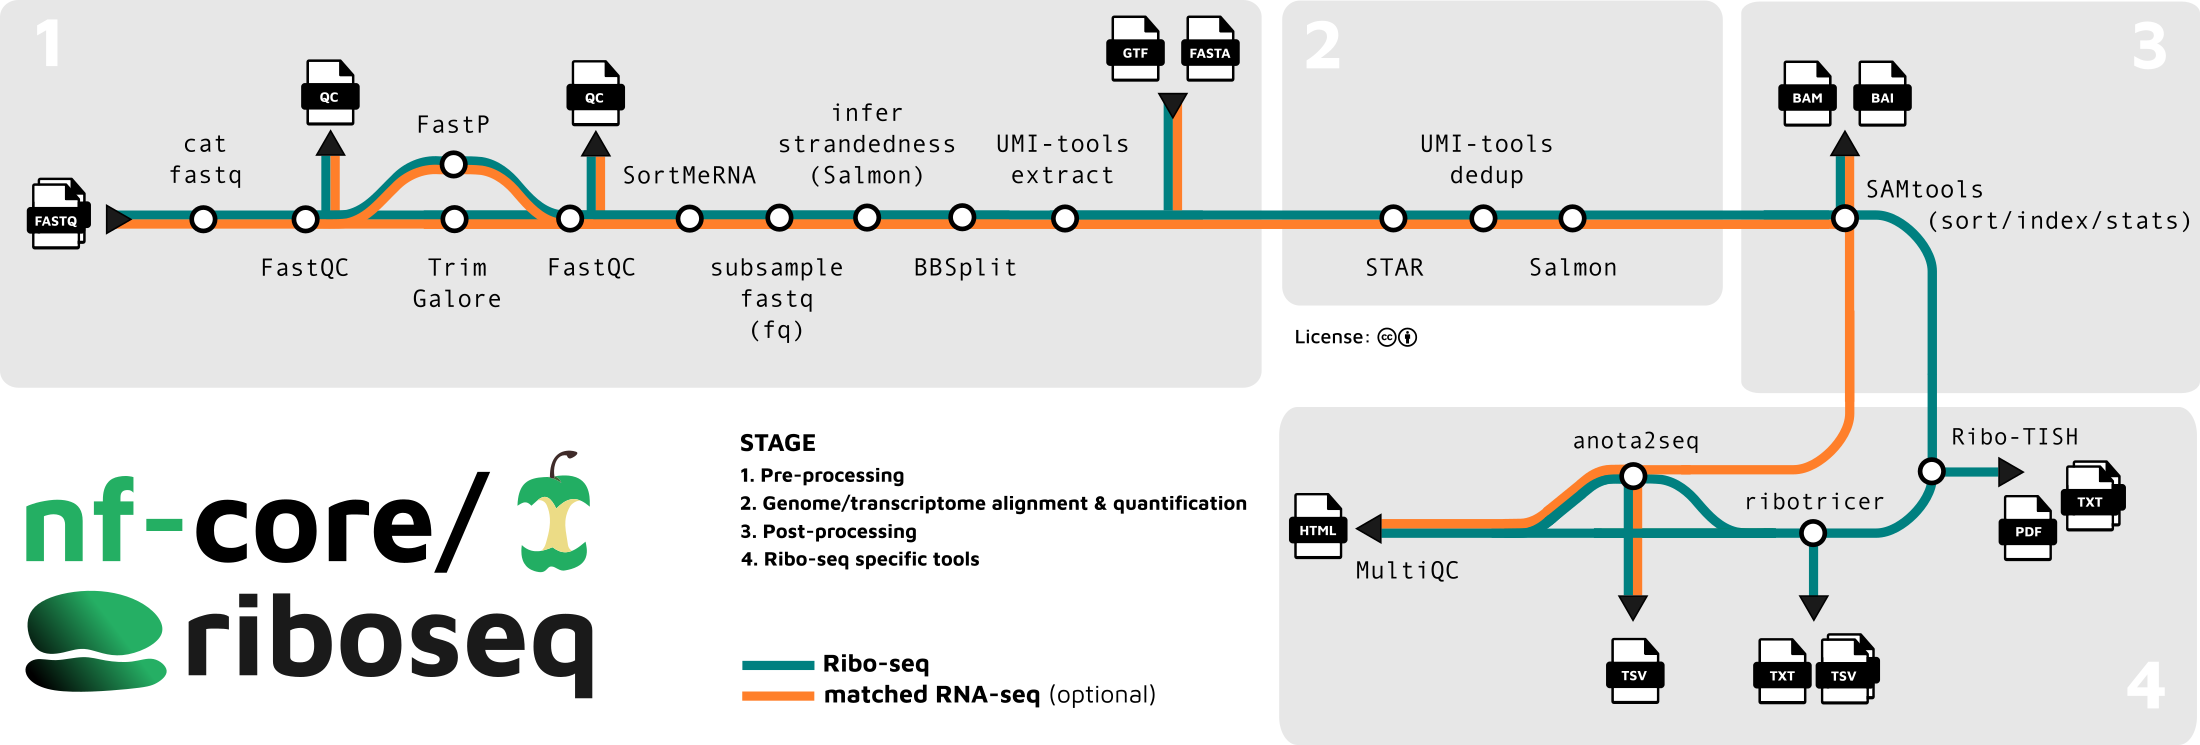 1
GTF
FASTA
QC
QC
cat
fastq
FastP
SortMeRNA
infer
strandedness
(Salmon)
UMI-tools
extract
FASTQ
FastQC
Trim
Galore
FastQC
subsample
fastq
(fq)
BBSplit
2
UMI-tools
dedup
STAR
Salmon
License: cc
3
BAM
BAI
SAMtools
(sort/index/stats)
nf-core/
riboseq
STAGE
1. Pre-processing
2. Genome/transcriptome alignment & quantification
3. Post-processing
4. Ribo-seq specific tools
Ribo-seq
matched RNA-seq (optional)
anota2seq
Ribo-TISH
ribotricer
TXT
PDF
HTML
MultiQC
TSV
TXT
TSV
4